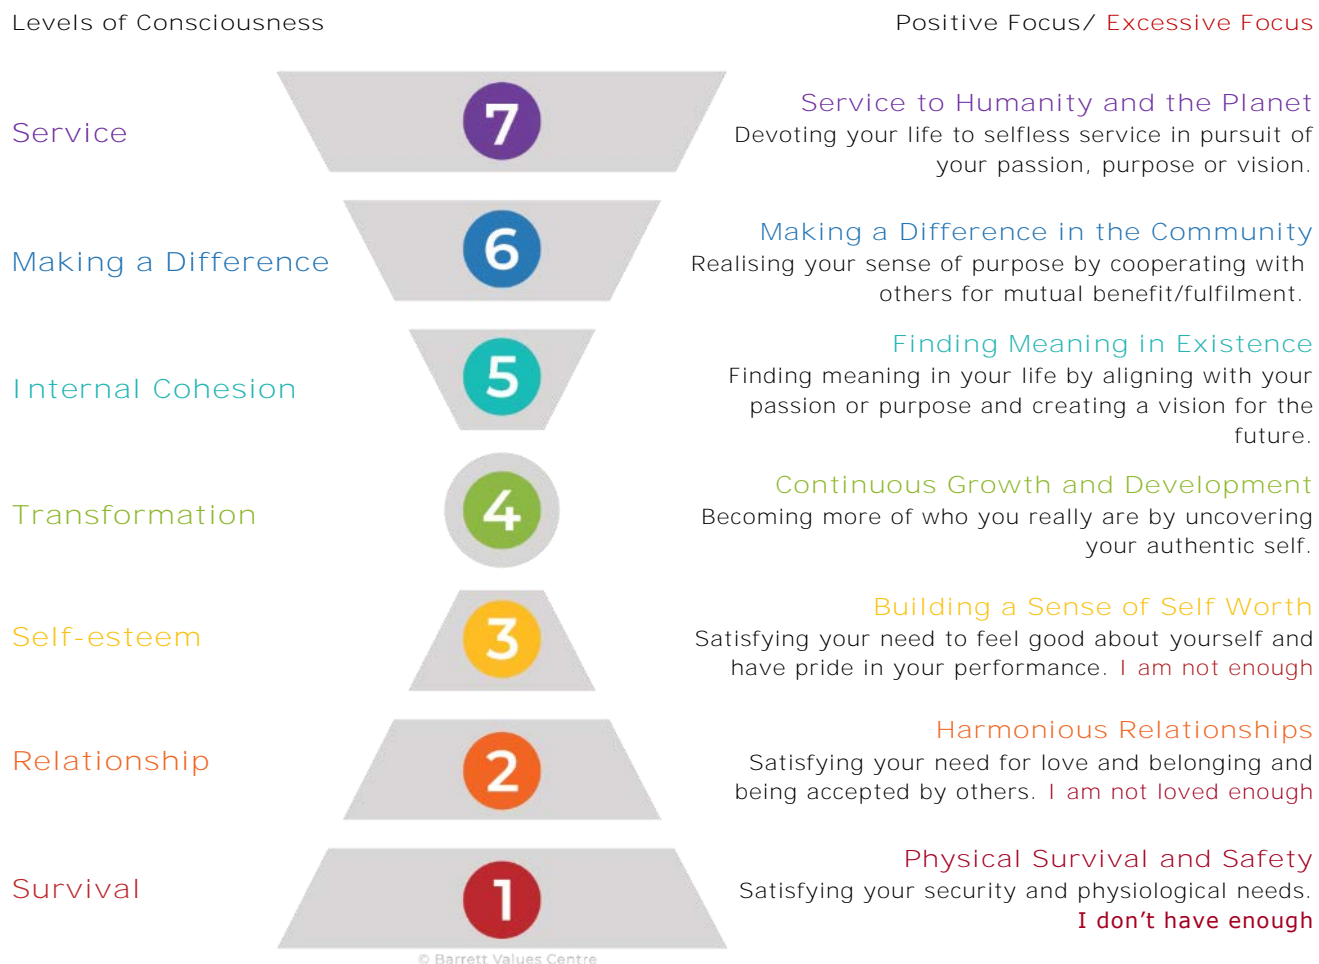 Levels of Consciousness
Positive Focus/ Excessive Focus
7
Service
Service to Humanity and the Planet
Devoting your life to selfless service in pursuit of
your passion, purpose or vision.
6
Making a Difference
Making a Difference in the Community
Realising your sense of purpose by cooperating with
others for mutual benefit/fulfilment.
5
Internal Cohesion
Finding Meaning in Existence
Finding meaning in your life by aligning with your
passion or purpose and creating a vision for the
future.
4
Transformation
Continuous Growth and Development
Becoming more of who you really are by uncovering
your authentic self.
3
Self-esteem
Building a Sense of Self Worth
Satisfying your need to feel good about yourself and
have pride in your performance. I am not enough
2
Relationship
Harmonious Relationships
Satisfying your need for love and belonging and
being accepted by others. I am not loved enough
1
Survival
Physical Survival and Safety
Satisfying your security and physiological needs.
I don't have enough
© Barrett Values Centre